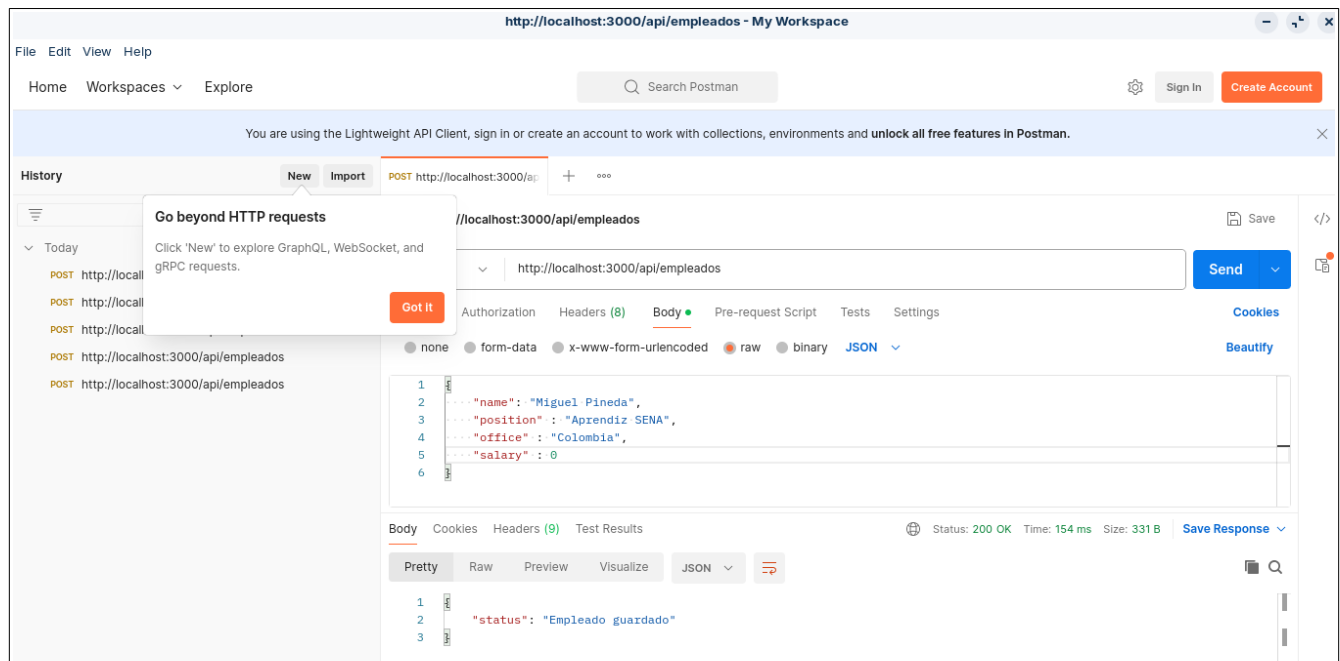 http://localhost:3000/api/empleados - My Workspace
File Edit View Help
Home Workspaces Explore Search Postman Sign In Create Account
You are using the Lightweight API Client, sign in or create an account to work with collections, environments and unlock all free features in Postman.
History New Import POST http://localhost:3000/ap
Go beyond HTTP requests
Click 'New' to explore GraphQL, WebSocket, and
gRPC requests.
Got It
Today
POST http://local
POST http://local
POST http://local
POST http://localhost:3000/api/empleados
POST http://localhost:3000/api/empleados
//localhost:3000/api/empleados Save </>
http://localhost:3000/api/empleados Send
Authorization Headers (8) Body Pre-request Script Tests Settings Cookies
none form-data x-www-form-urlencoded raw binary JSON Beautify
1 {
2 "name": "Miguel Pineda",
3 "position" : "Aprendiz SENA",
4 "office" : "Colombia",
5 "salary" : 0
6 }
Body Cookies Headers (9) Test Results Status: 200 OK Time: 154 ms Size: 331 B Save Response
Pretty Raw Preview Visualize JSON
1 {
2 "status": "Empleado guardado"
3 }